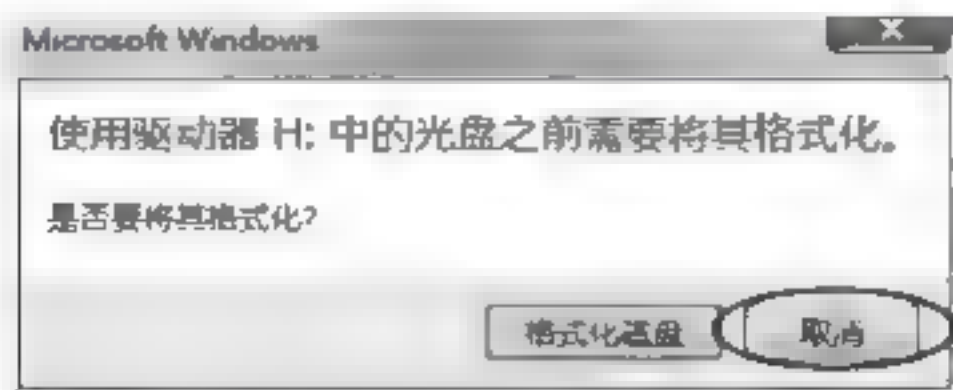 Microsoft Windows
使用驱动器 H: 中的光盘之前需要将其格式化。
是否要将其格式化?
格式化磁盘 取消